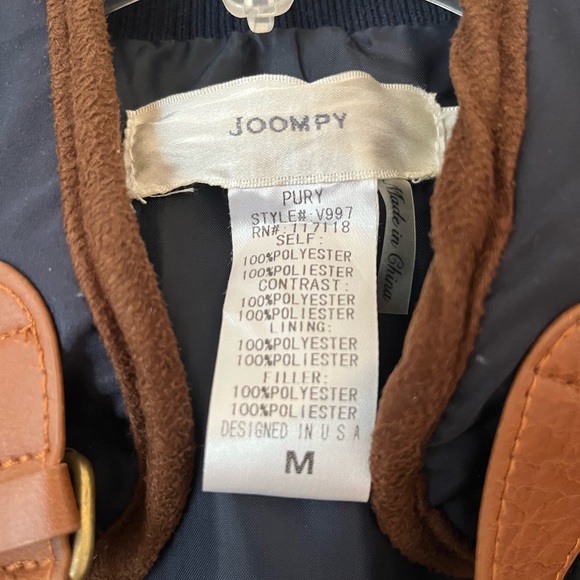 JOOMPY
PURY
STYLE#:V997
RN#:117118
SELF:
100%POLYESTER
100%POLIESTER
CONTRAST:
100%POLYESTER
100%POLIESTER
LINING:
100%POLYESTER
100%POLIESTER
FILLER:
100%POLYESTER
100%POLIESTER
DESIGNED IN U S A
M
Made in China